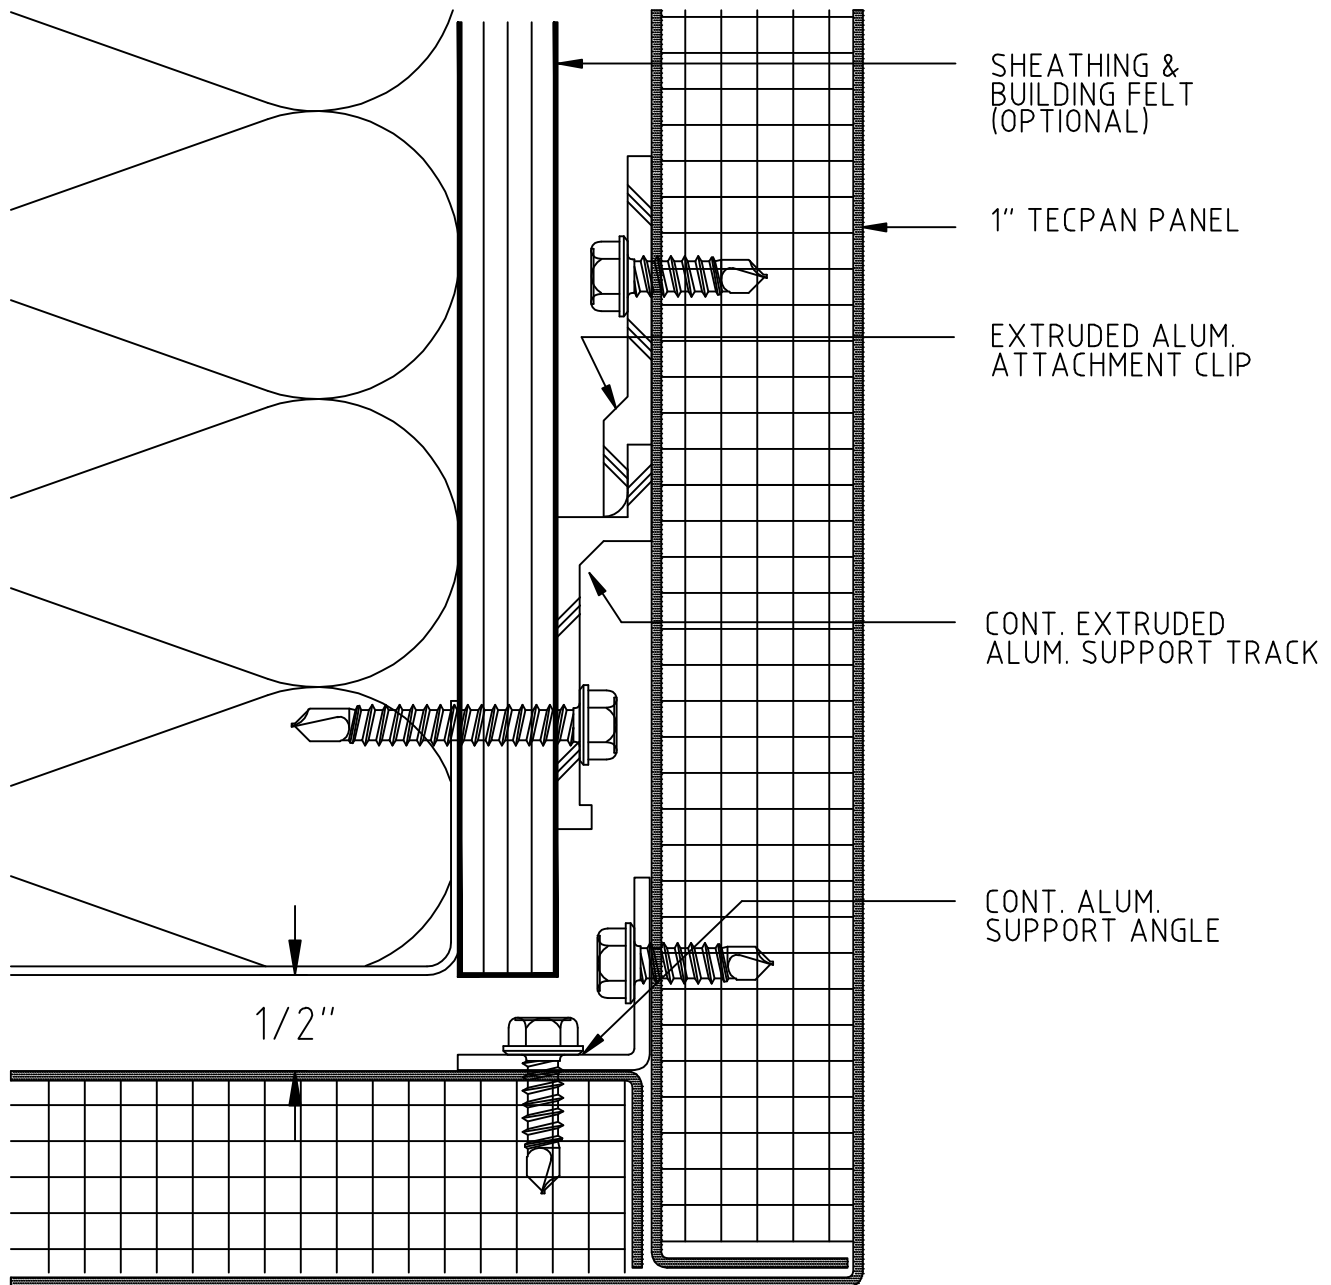 SHEATHING &
BUILDING FELT
(OPTIONAL)
1" TECPAN PANEL
EXTRUDED ALUM.
ATTACHMENT CLIP
CONT. EXTRUDED
ALUM. SUPPORT TRACK
CONT. ALUM.
SUPPORT ANGLE
1/2"